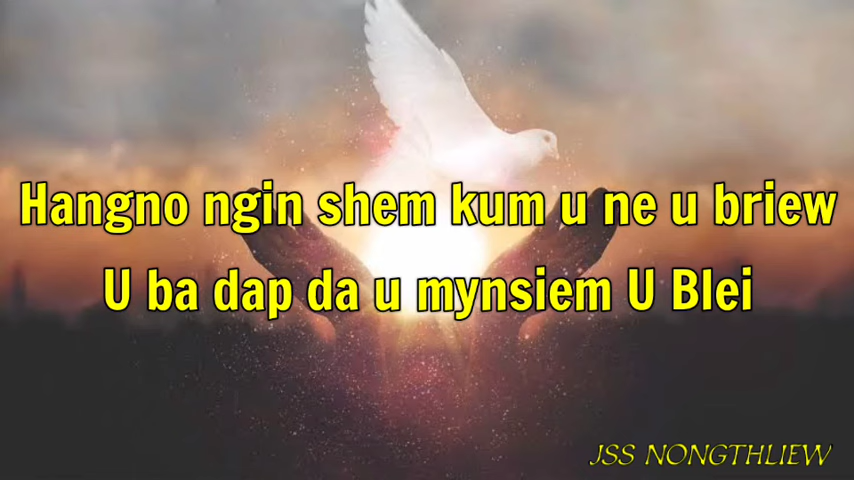 Hangno ngin shem kum u ne u briew
U ba dap da u mynsiem U Blei
JSS NONGTHLIEW